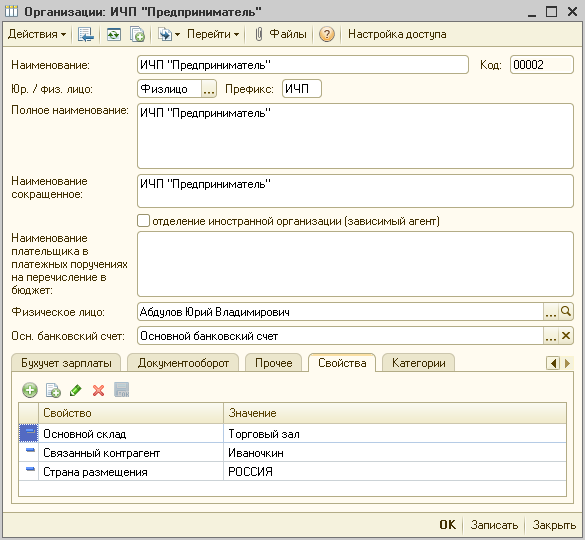 Организации: ИЧП "Предприниматель"
Действия Перейти Файлы ? Настройка доступа
Наименование: ИЧП "Предприниматель" Код: 00002
Юр. / физ. лицо: Физлицо ... Префикс: ИЧП
Полное наименование: ИЧП "Предприниматель"
Наименование ИЧП "Предприниматель"
сокращенное:
отделение иностранной организации (зависимый агент)
Наименование
плательщика в
платежных поручениях
на перечисление в
бюджет:
Физическое лицо: Абдулов Юрий Владимирович ...
Осн. банковский счет: Основной банковский счет ...
Бухучет зарплаты Документооборот Прочее Свойства Категории
Свойство Значение
Основной склад Торговый зал
Связанный контрагент Иваночкин
Страна размещения РОССИЯ
OK Записать Закрыть